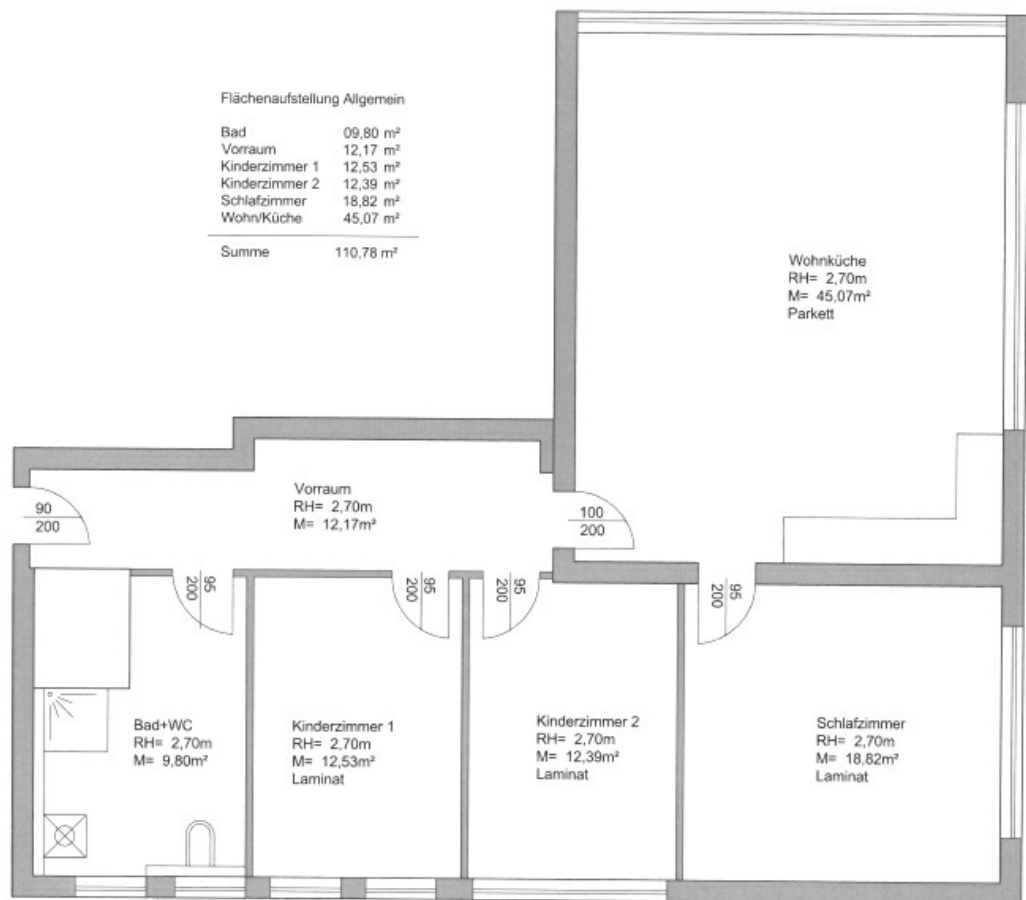 Flächenaufstellung Allgemein
Bad 09,80 m²
Vorraum 12,17 m²
Kinderzimmer 1 12,53 m²
Kinderzimmer 2 12,39 m²
Schlafzimmer 18,82 m²
Wohn/Küche 45,07 m²
Summe 110,78 m²
Wohnküche
RH= 2,70m
M= 45,07m²
Parkett
Vorraum
RH= 2,70m
M= 12,17m²
90
200
100
200
95
200
95
200
95
200
95
200
Bad+WC
RH= 2,70m
M= 9,80m²
Kinderzimmer 1
RH= 2,70m
M= 12,53m²
Laminat
Kinderzimmer 2
RH= 2,70m
M= 12,39m²
Laminat
Schlafzimmer
RH= 2,70m
M= 18,82m²
Laminat